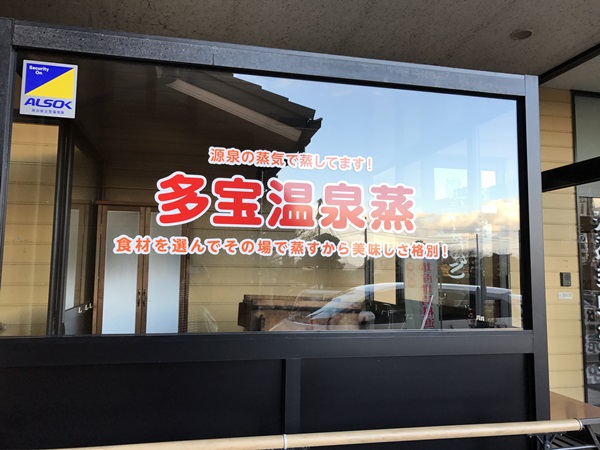 Security
On
ALSOK
源泉の蒸気で蒸してます!
多宝温泉蒸
食材を選んでその場で蒸すから美味しさ格別!